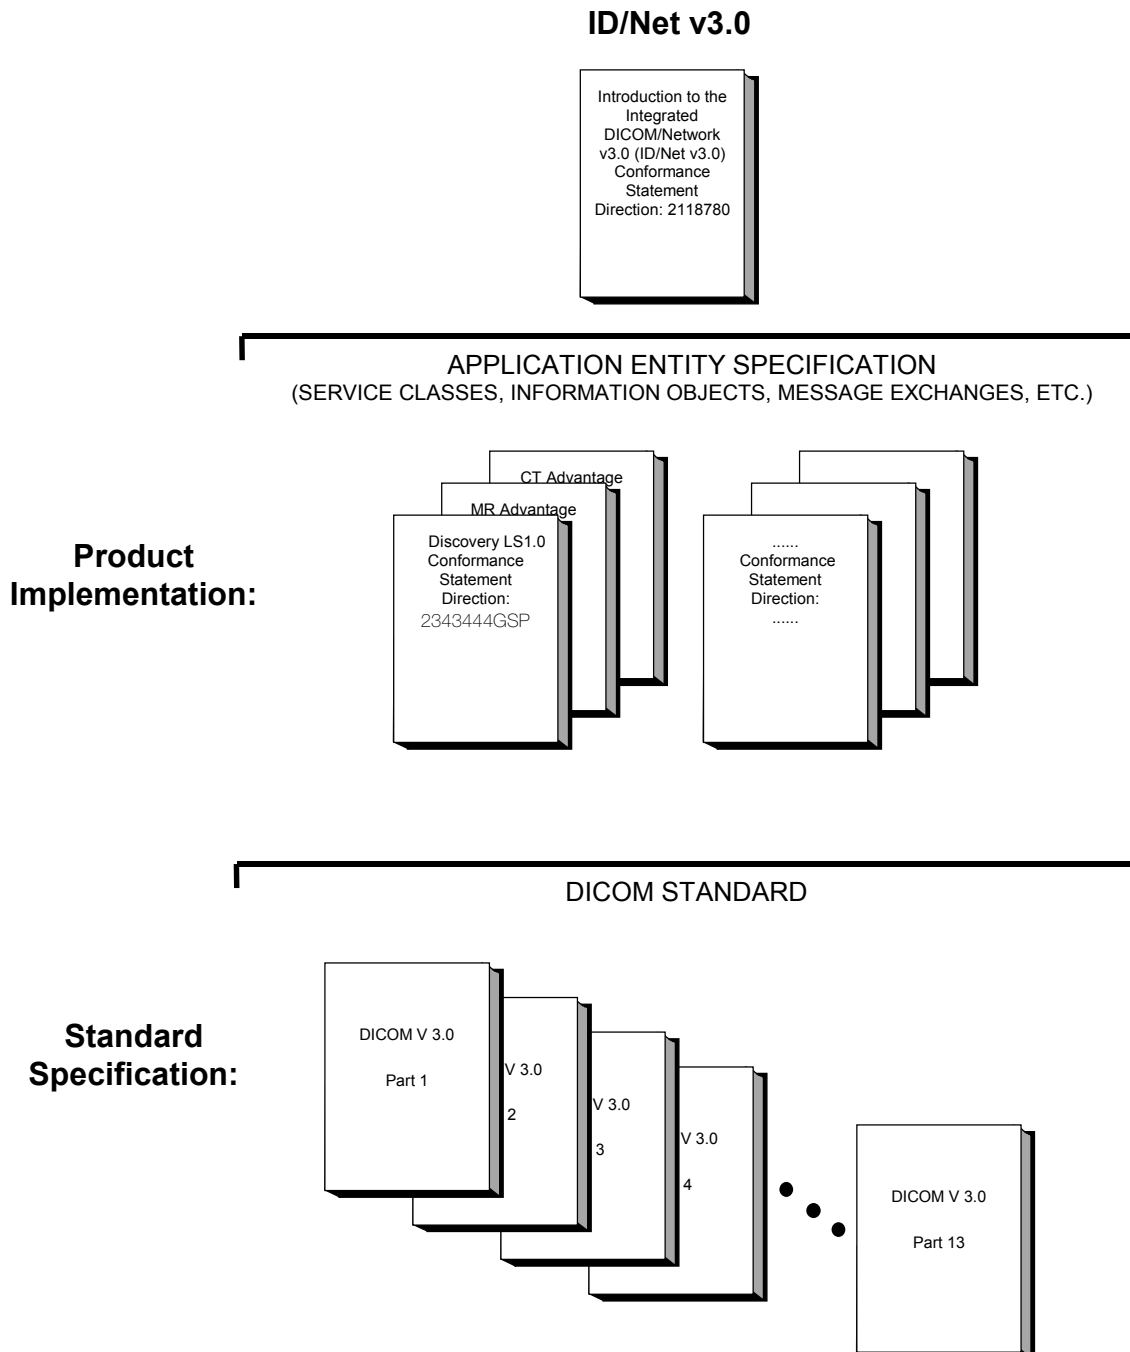 ID/Net v3.0
Introduction to the
Integrated
DICOM/Network
v3.0 (ID/Net v3.0)
Conformance
Statement
Direction: 2118780
APPLICATION ENTITY SPECIFICATION
(SERVICE CLASSES, INFORMATION OBJECTS, MESSAGE EXCHANGES, ETC.)
Product
Implementation:
CT Advantage
MR Advantage
Discovery LS1.0
Conformance
Statement
Direction:
2343444GSP
......
Conformance
Statement
Direction:
......
DICOM STANDARD
Standard
Specification:
DICOM V 3.0
Part 1
V 3.0
2
V 3.0
3
V 3.0
4
DICOM V 3.0
Part 13